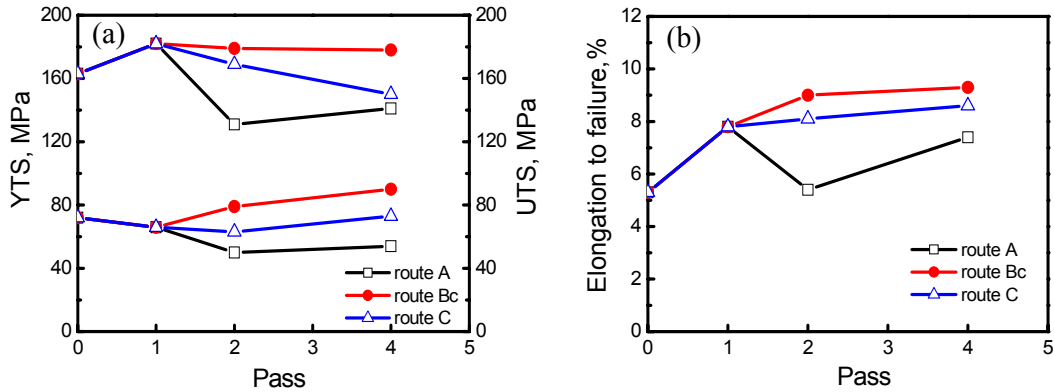 (a)
YTS, MPa
200
160
120
80
40
0
200
160
120
80
40
0
UTS, MPa
route A
route Bc
route C
0 1 2 3 4 5
Pass
(b)
Elongation to failure,%
12
10
8
6
4
2
0
route A
route Bc
route C
0 1 2 3 4 5
Pass